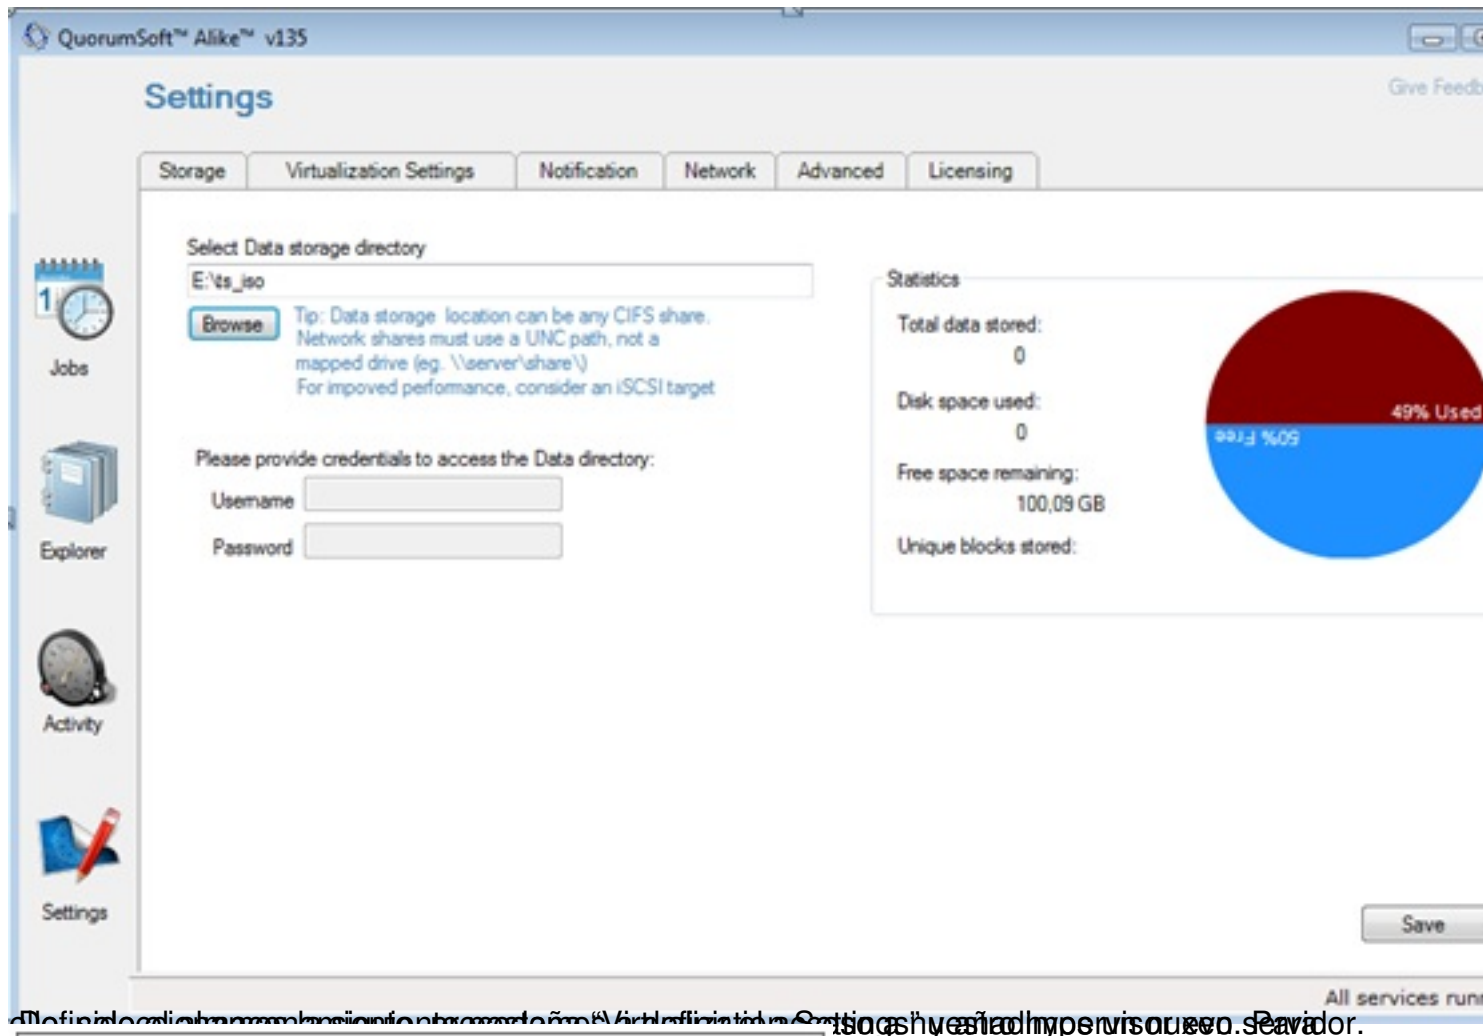 QuorumSoft™ Alike™ v135
Settings
Give Feedb
Storage
Virtualization Settings
Notification
Network
Advanced
Licensing
Select Data storage directory
E:\ts_iso
Browse
Tip: Data storage location can be any CIFS share.
Network shares must use a UNC path, not a
mapped drive (eg. \\server\share\)
For impoved performance, consider an iSCSI target
Please provide credentials to access the Data directory:
Username
Password
Statistics
Total data stored:
0
Disk space used:
0
Free space remaining:
100,09 GB
Unique blocks stored:
49% Used
50% Free
1
Jobs
Explorer
Activity
Settings
Save
All services runn